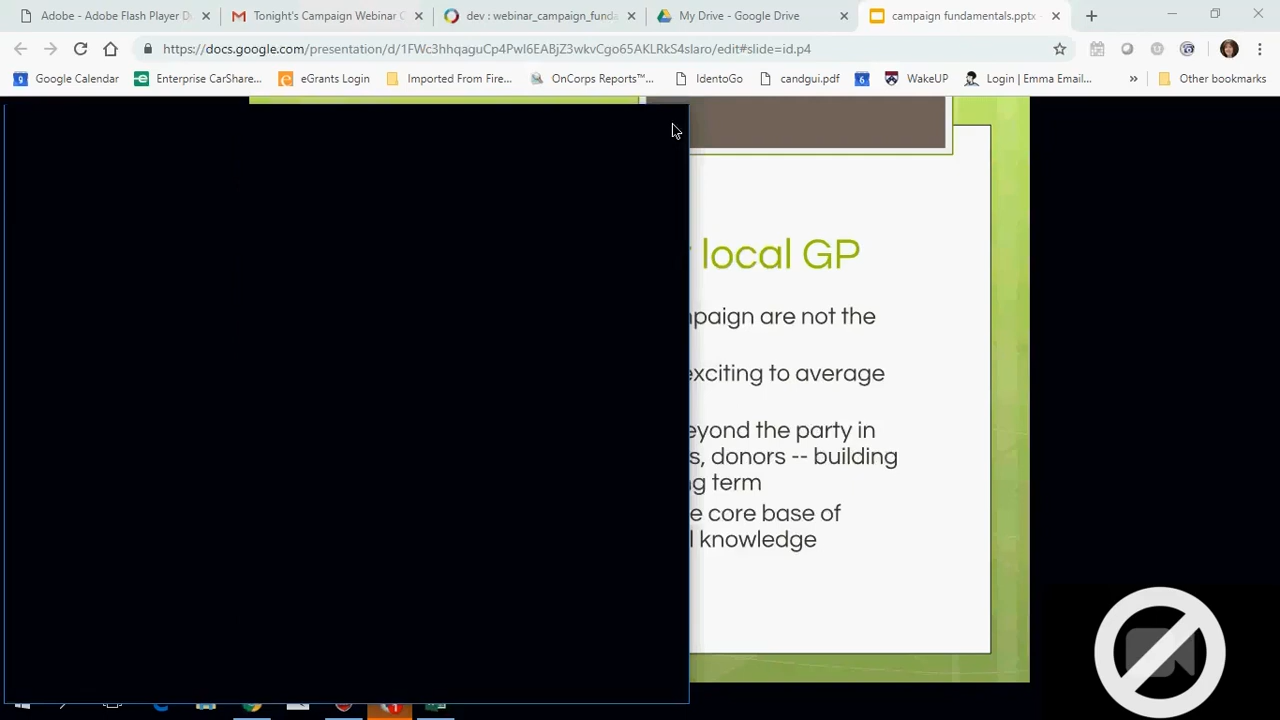 Adobe - Adobe Flash Player D
Tonight's Campaign Webinar C
dev : webinar_campaign_funda
My Drive - Google Drive
campaign fundamentals.pptx -
https://docs.google.com/presentation/d/1FWc3hhqaguCp4PwI6EABjZ3wkvCgo65AKLRkS4slaro/edit#slide=id.p4
Google Calendar
Enterprise CarShare...
eGrants Login
Imported From Fire...
OnCorps Reports™...
IdentoGo
candgui.pdf
WakeUP
Login | Emma Email...
»
Other bookmarks
local GP
paign are not the
exciting to average
eyond the party in
s, donors -- building
g term
e core base of
l knowledge